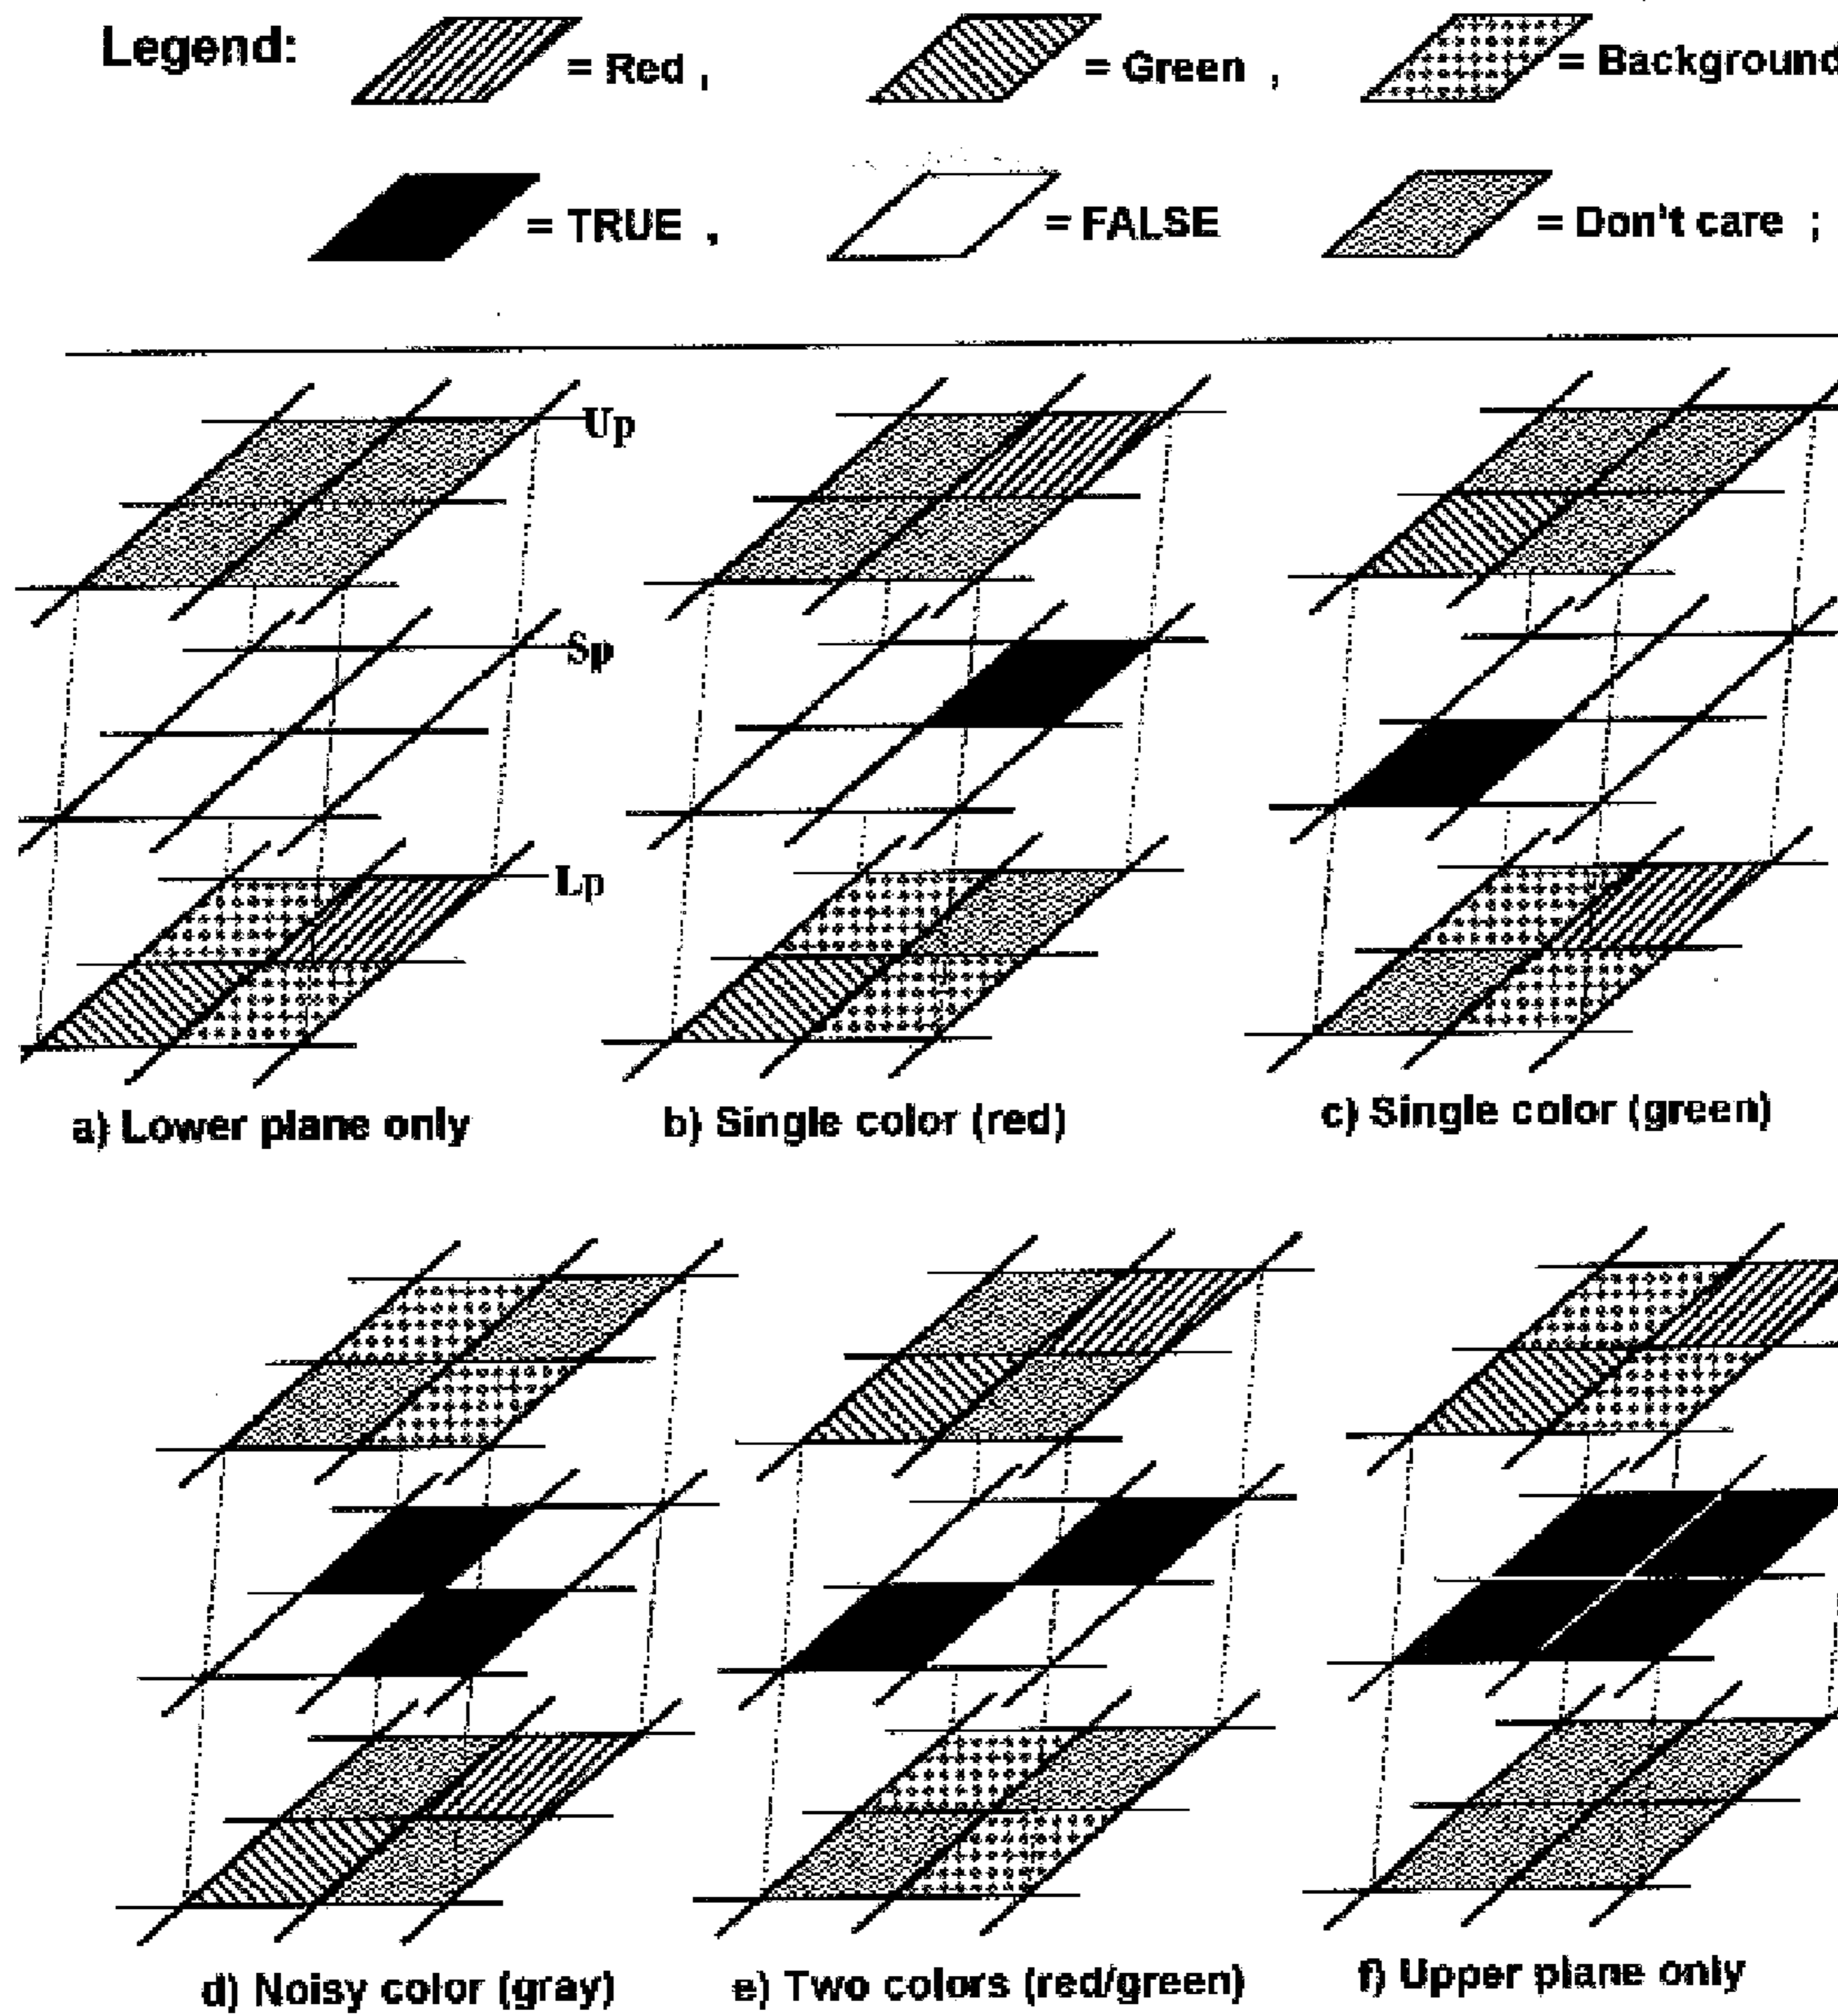 Legend: = Red , = Green , = Background
= TRUE , = FALSE = Don't care ;
Up
Sp
Lp
a) Lower plane only b) Single color (red) c) Single color (green)
d) Noisy color (gray) e) Two colors (red/green) f) Upper plane only